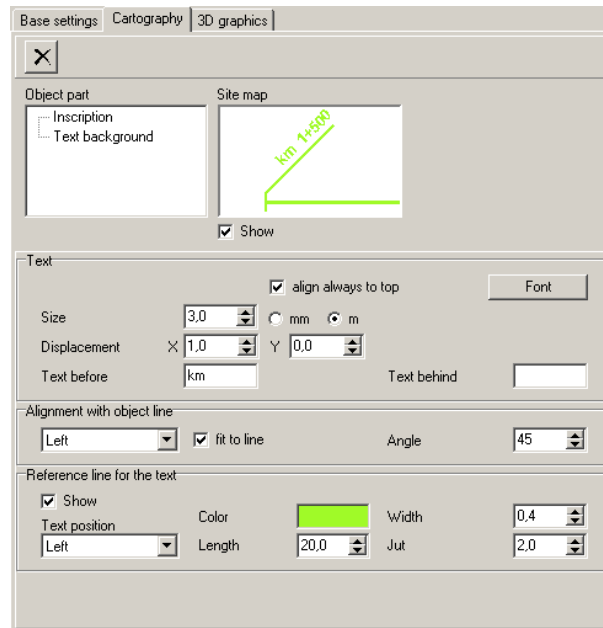 Base settings Cartography 3D graphics
Object part Site map
Inscription
Text background
km 1+500
Show
Text
align always to top Font
Size 3,0 mm m
Displacement X 1,0 Y 0,0
Text before km Text behind
Alignment with object line
Left fit to line Angle 45
Reference line for the text
Show
Text position Color Width 0,4
Left Length 20,0 Jut 2,0